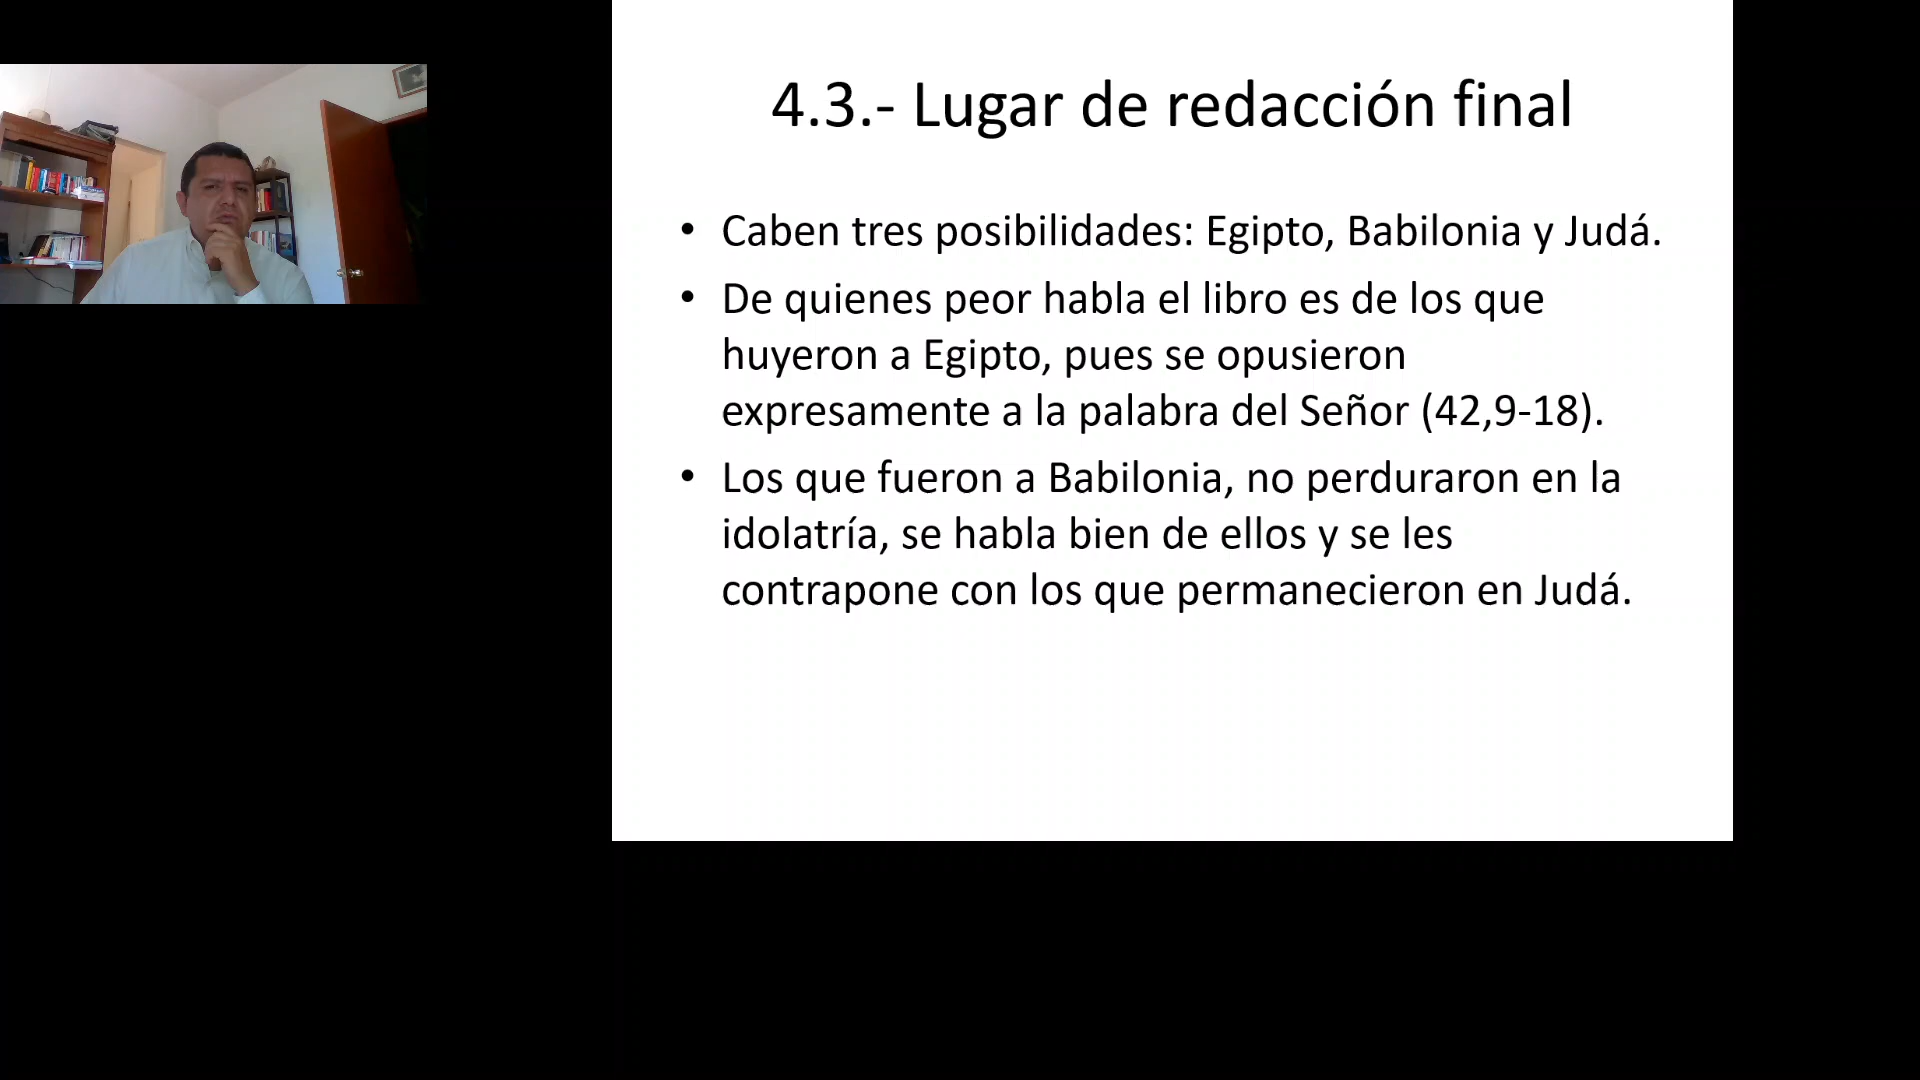 4.3.- Lugar de redacción final
• Caben tres posibilidades: Egipto, Babilonia y Judá.
• De quienes peor habla el libro es de los que
huyeron a Egipto, pues se opusieron
expresamente a la palabra del Señor (42,9-18).
• Los que fueron a Babilonia, no perduraron en la
idolatría, se habla bien de ellos y se les
contrapone con los que permanecieron en Judá.